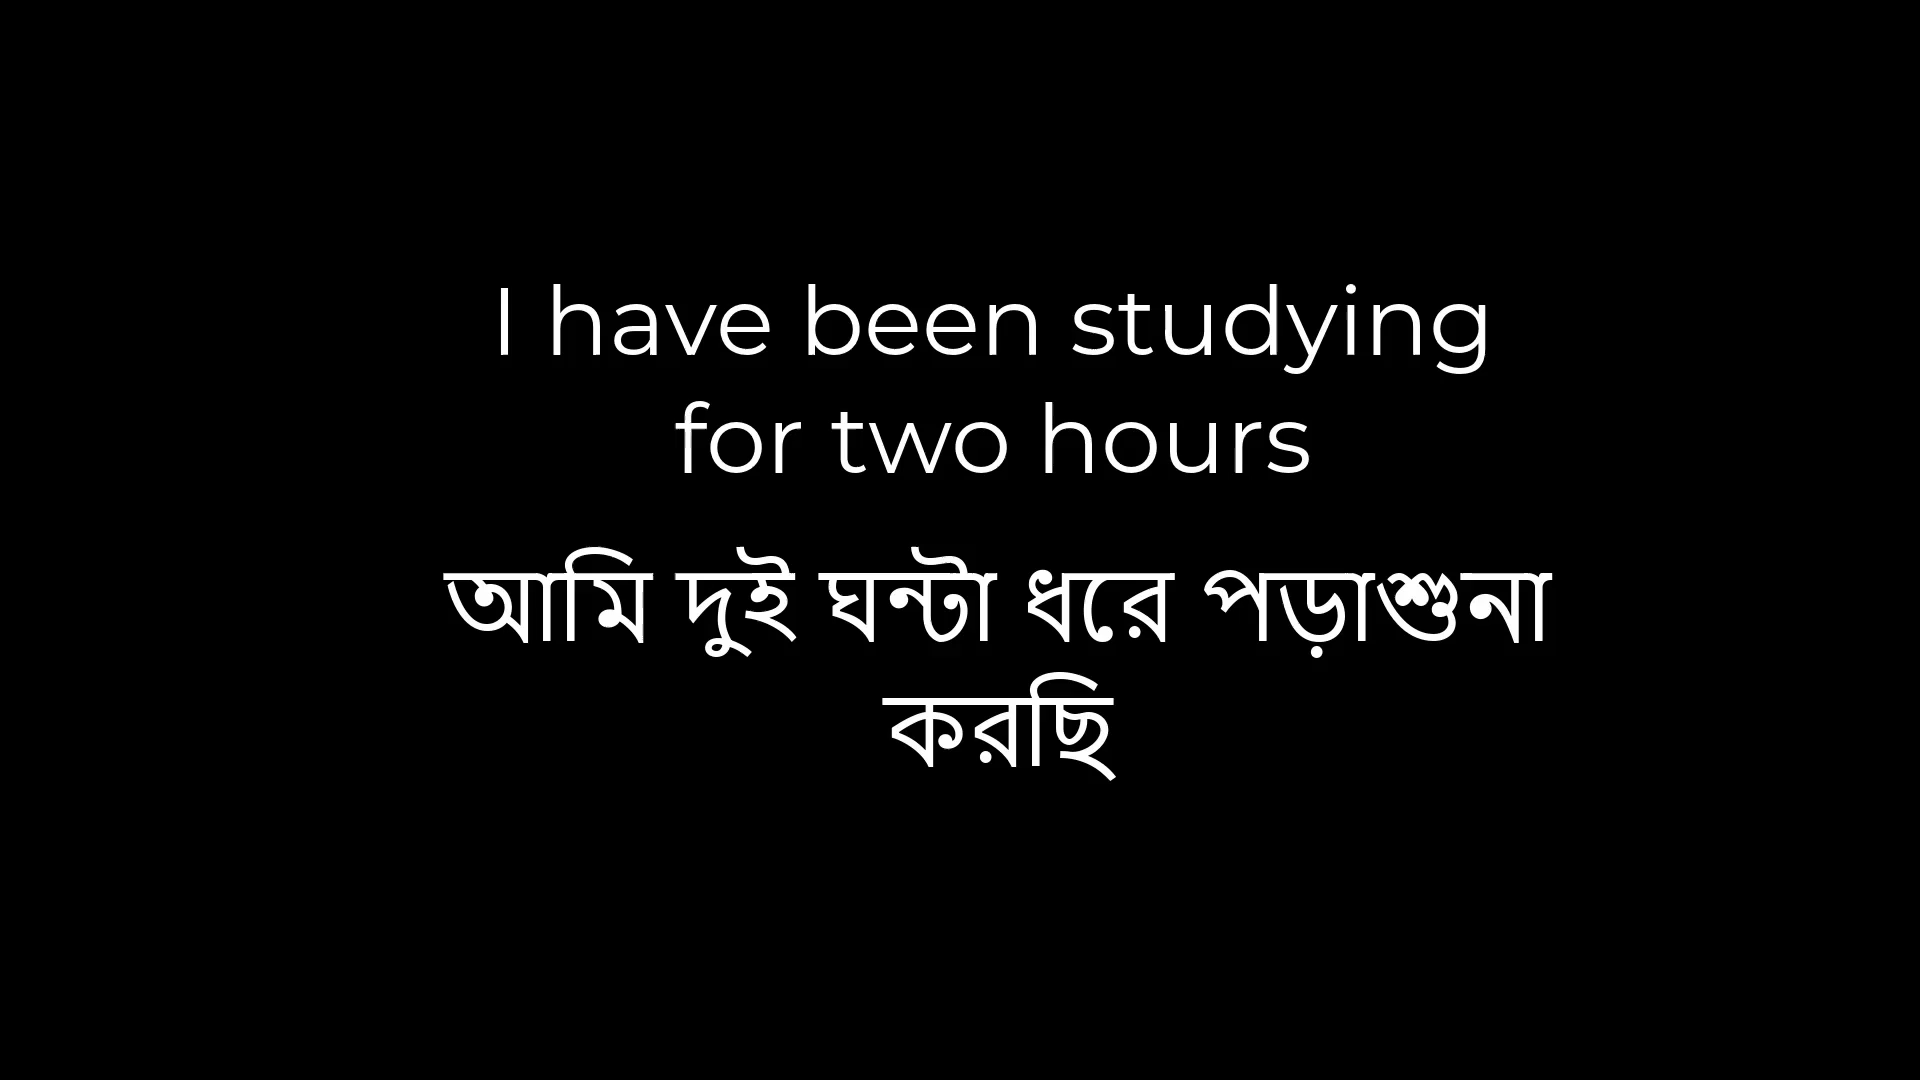 I have been studying
for two hours
আমি দুই ঘন্টা ধরে পড়াশুনা
করছি